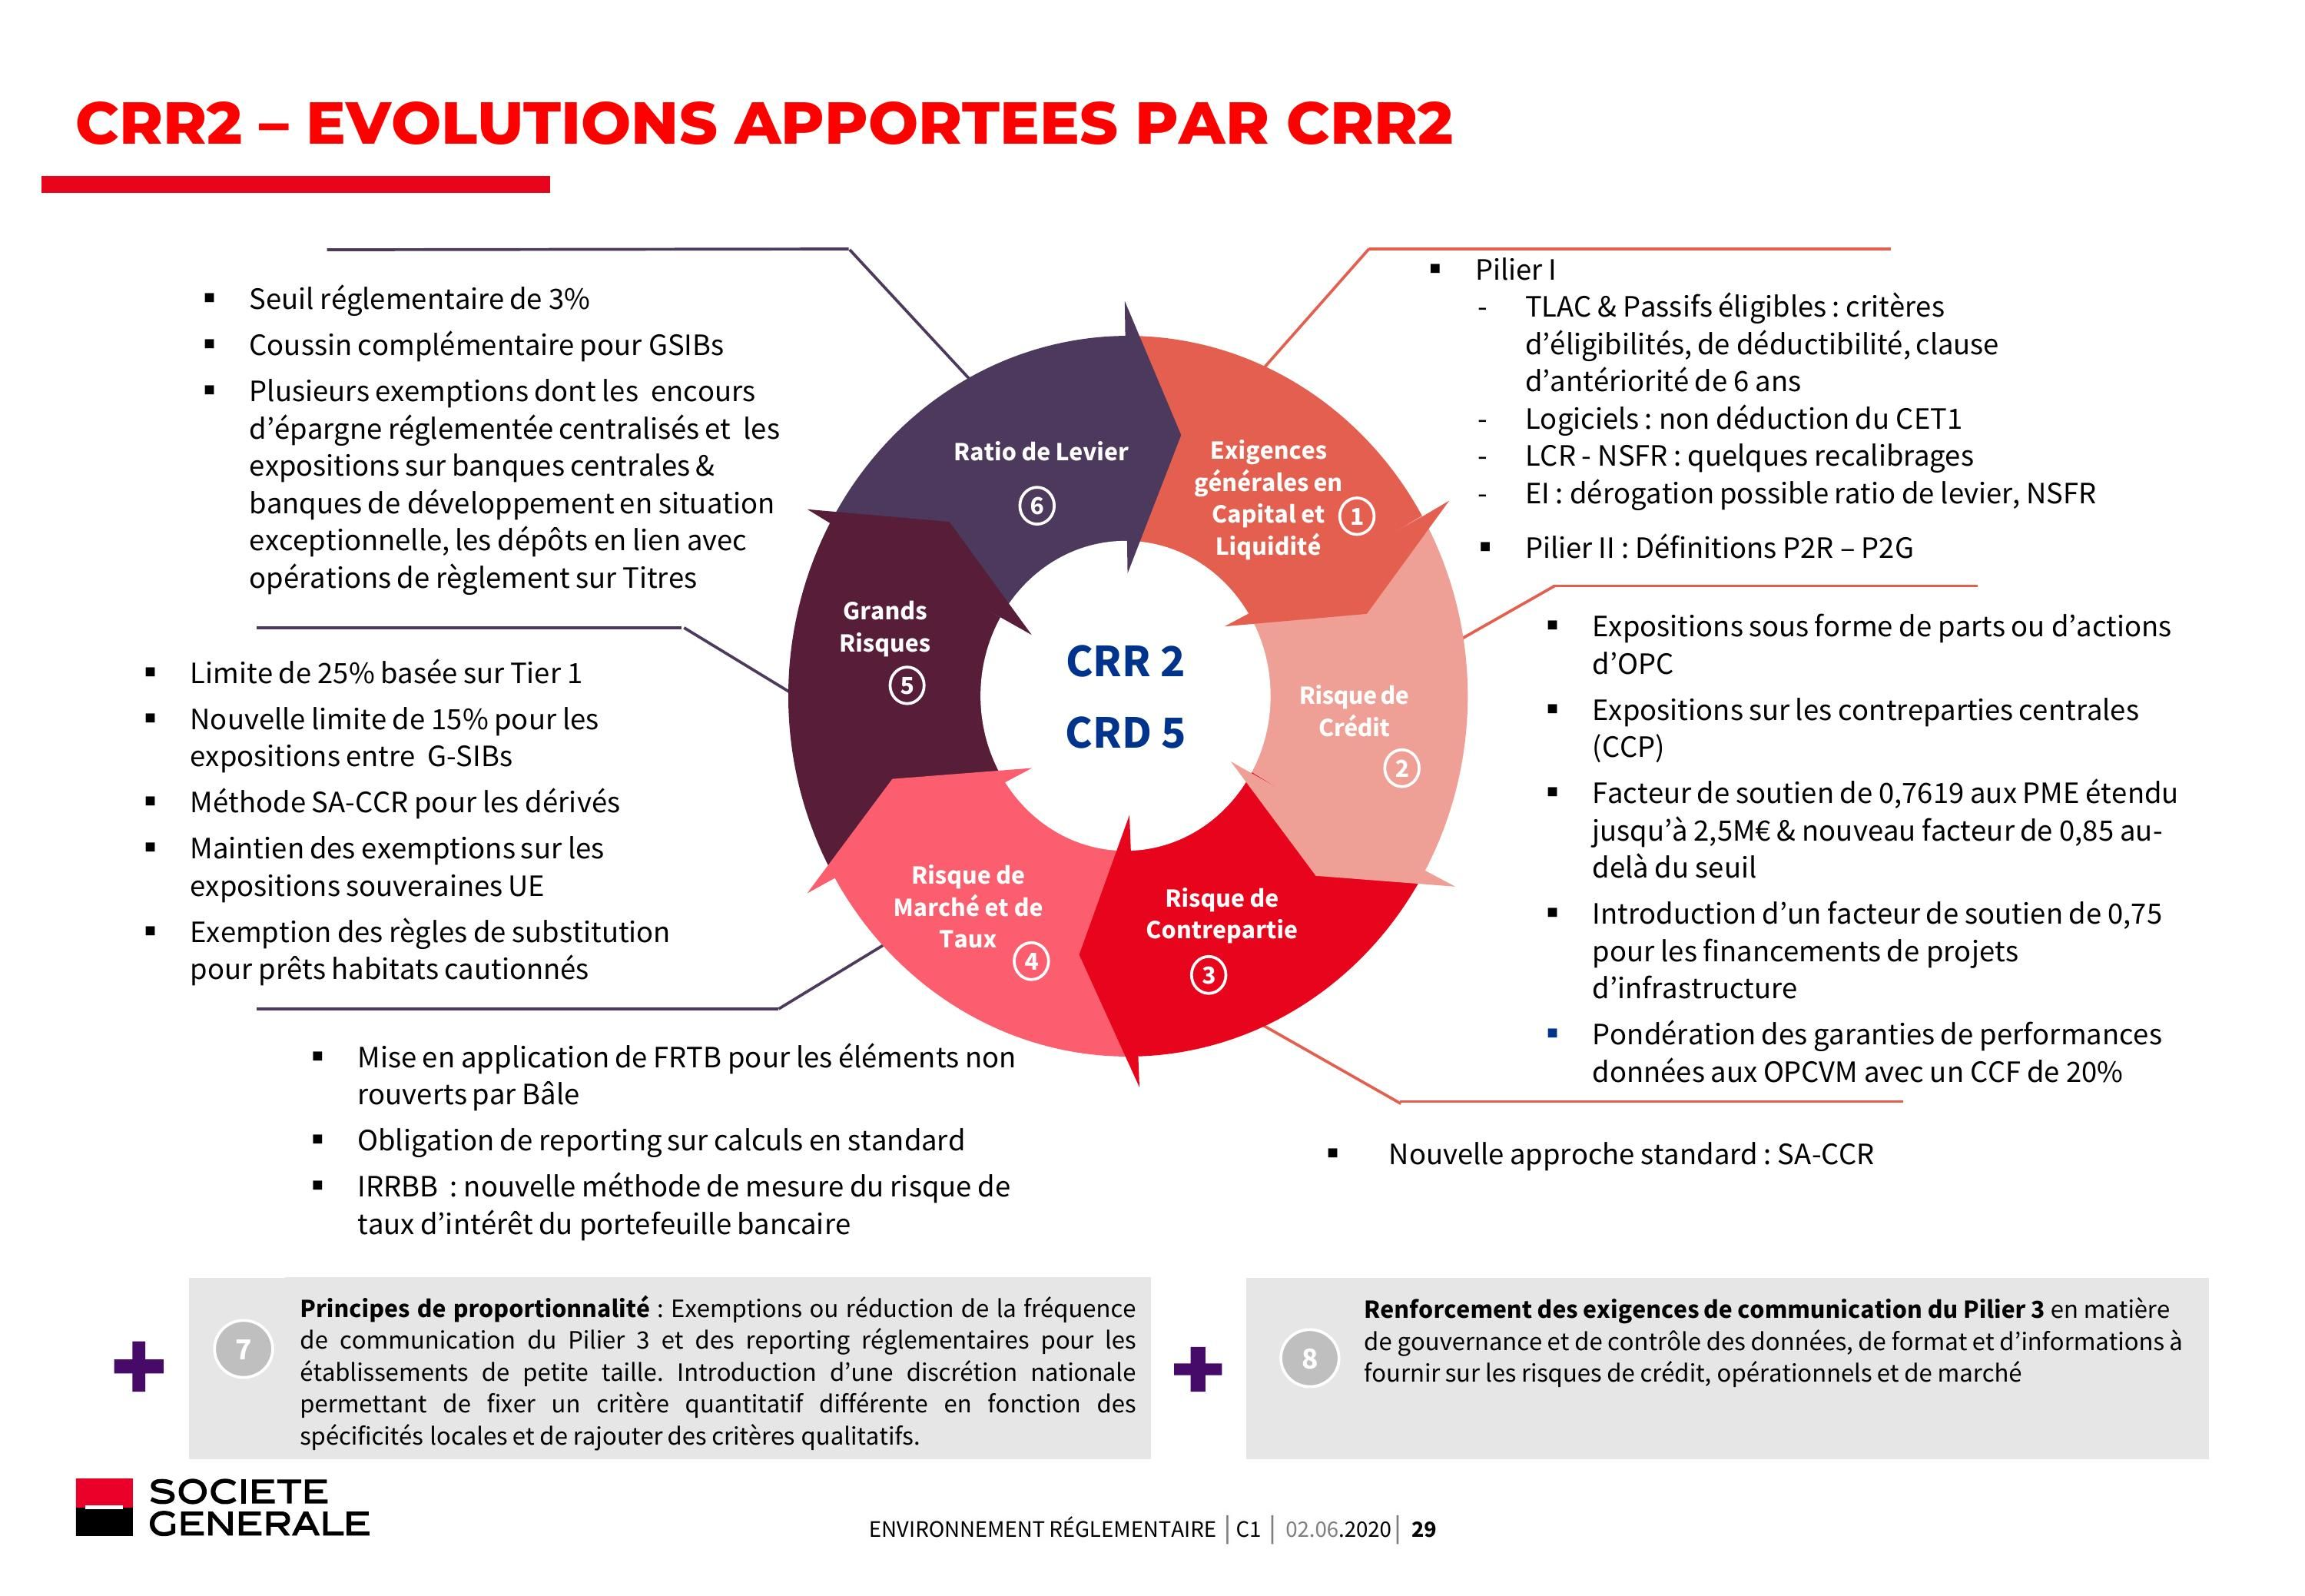 CRR2 – EVOLUTIONS APPORTEES PAR CRR2
▪ Seuil réglementaire de 3%
▪ Coussin complémentaire pour GSIBs
▪ Plusieurs exemptions dont les encours
d’épargne réglementée centralisés et les
expositions sur banques centrales &
banques de développement en situation
exceptionnelle, les dépôts en lien avec
opérations de règlement sur Titres
▪ Limite de 25% basée sur Tier 1
▪ Nouvelle limite de 15% pour les
expositions entre G-SIBs
▪ Méthode SA-CCR pour les dérivés
▪ Maintien des exemptions sur les
expositions souveraines UE
▪ Exemption des règles de substitution
pour prêts habitats cautionnés
▪ Mise en application de FRTB pour les éléments non
rouverts par Bâle
▪ Obligation de reporting sur calculs en standard
▪ IRRBB : nouvelle méthode de mesure du risque de
taux d’intérêt du portefeuille bancaire
Ratio de Levier
6
Exigences
générales en
Capital et
Liquidité
1
Grands
Risques
5
CRR 2
CRD 5
Risque de
Crédit
2
Risque de
Marché et de
Taux
4
Risque de
Contrepartie
3
▪ Pilier I
- TLAC & Passifs éligibles : critères
d’éligibilités, de déductibilité, clause
d’antériorité de 6 ans
- Logiciels : non déduction du CET1
- LCR - NSFR : quelques recalibrages
- EI : dérogation possible ratio de levier, NSFR
▪ Pilier II : Définitions P2R – P2G
▪ Expositions sous forme de parts ou d’actions
d’OPC
▪ Expositions sur les contreparties centrales
(CCP)
▪ Facteur de soutien de 0,7619 aux PME étendu
jusqu’à 2,5M€ & nouveau facteur de 0,85 au-
delà du seuil
▪ Introduction d’un facteur de soutien de 0,75
pour les financements de projets
d’infrastructure
▪ Pondération des garanties de performances
données aux OPCVM avec un CCF de 20%
▪ Nouvelle approche standard : SA-CCR
7
Principes de proportionnalité : Exemptions ou réduction de la fréquence
de communication du Pilier 3 et des reporting réglementaires pour les
établissements de petite taille. Introduction d’une discrétion nationale
permettant de fixer un critère quantitatif différente en fonction des
spécificités locales et de rajouter des critères qualitatifs.
8
Renforcement des exigences de communication du Pilier 3 en matière
de gouvernance et de contrôle des données, de format et d’informations à
fournir sur les risques de crédit, opérationnels et de marché
SOCIETE
GENERALE
ENVIRONNEMENT RÉGLEMENTAIRE | C1 | 02.06.2020 | 29